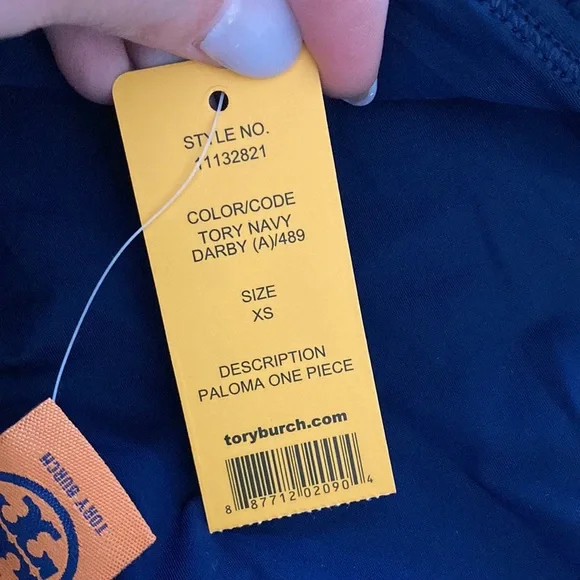 STYLE NO.
11132821
COLOR/CODE
TORY NAVY
DARBY (A)/489
SIZE
XS
DESCRIPTION
PALOMA ONE PIECE
toryburch.com
8 87712 02090 4
TORY BURCH